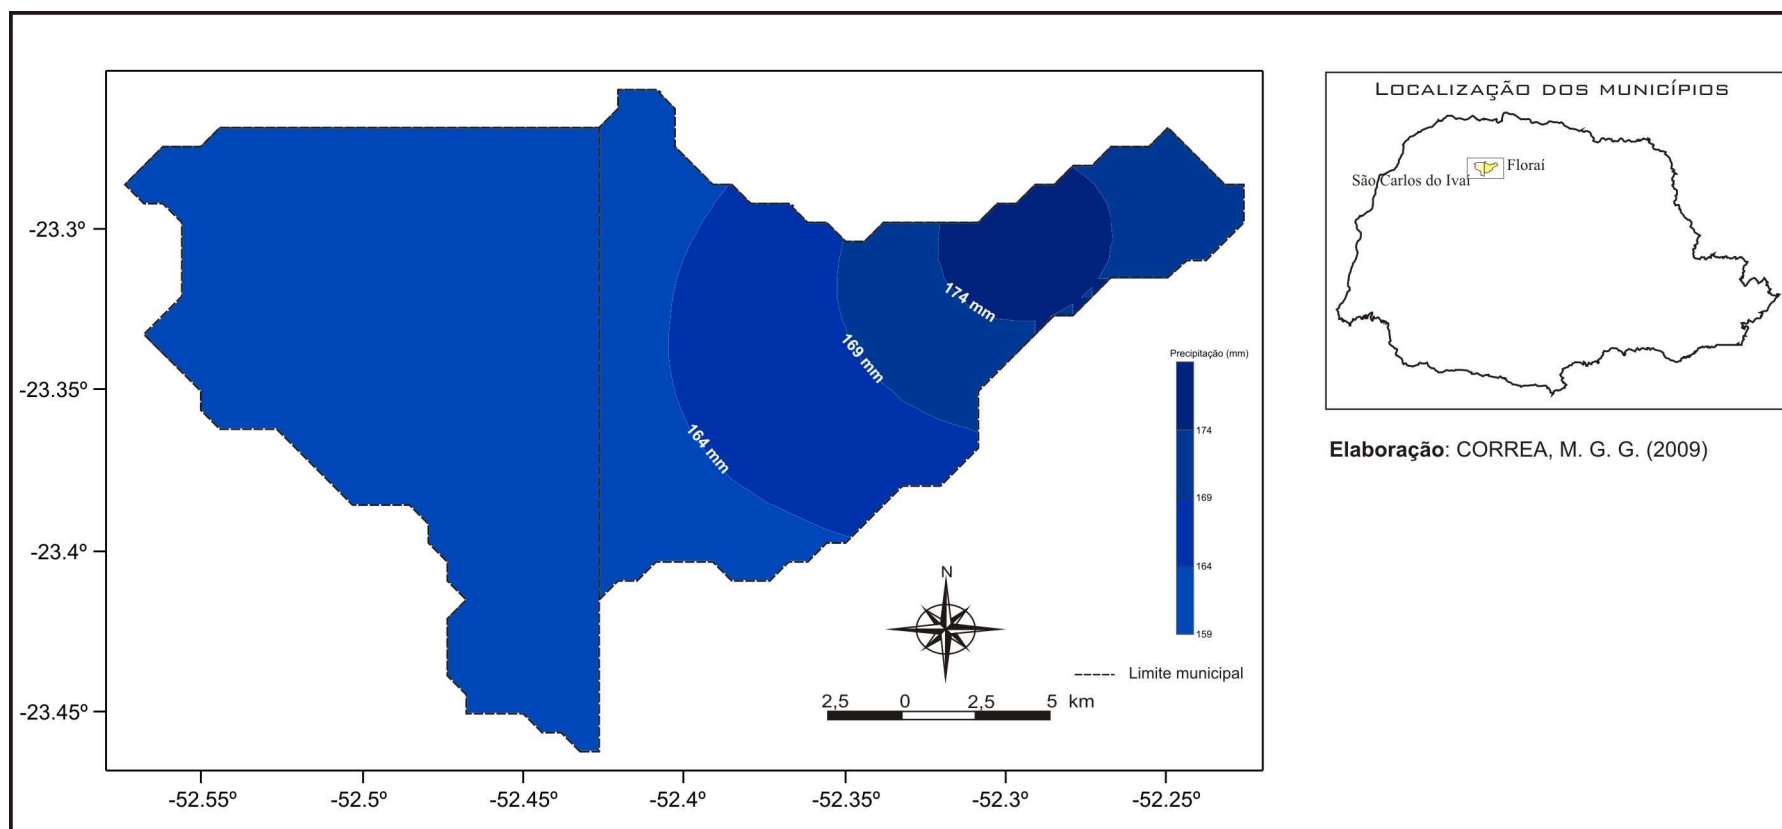 LOCALIZAÇÃO DOS MUNICÍPIOS
Floraí
São Carlos do Ivaí
-23.3º
-23.35º
-23.4º
-23.45º
174 mm
169 mm
164 mm
Precipitação (mm)
174
169
164
159
N
Limite municipal
2,5 0 2,5 5 km
-52.55º -52.5º -52.45º -52.4º -52.35º -52.3º -52.25º
Elaboração: CORREA, M. G. G. (2009)